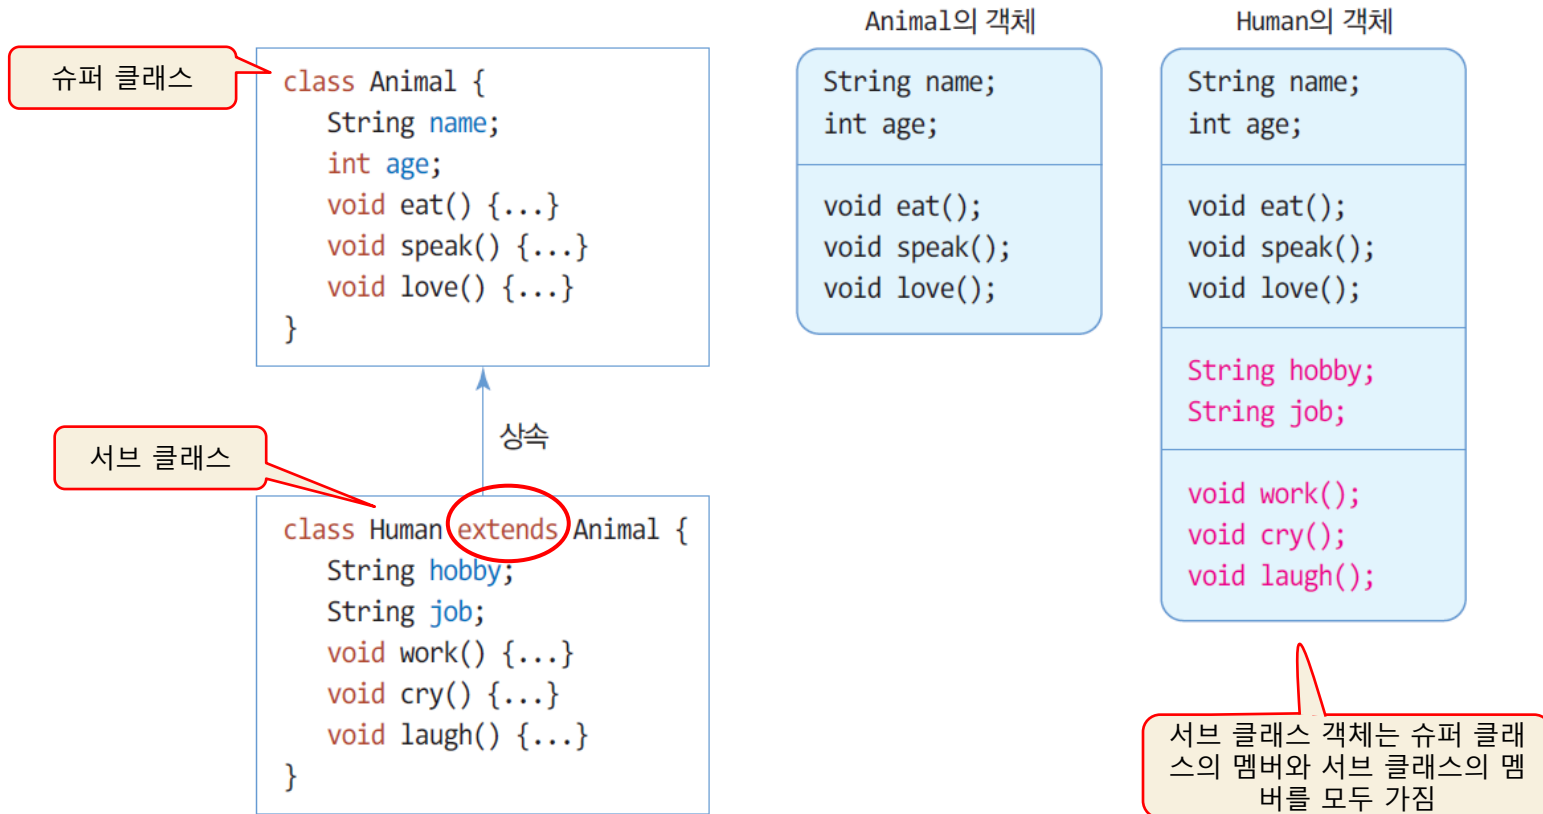 슈퍼 클래스
class Animal {
String name;
int age;
void eat() {...}
void speak() {...}
void love() {...}
}
상속
서브 클래스
class Human extends Animal {
String hobby;
String job;
void work() {...}
void cry() {...}
void laugh() {...}
}
Animal의 객체
String name;
int age;
void eat();
void speak();
void love();
Human의 객체
String name;
int age;
void eat();
void speak();
void love();
String hobby;
String job;
void work();
void cry();
void laugh();
서브 클래스 객체는 슈퍼 클래
스의 멤버와 서브 클래스의 멤
버를 모두 가짐